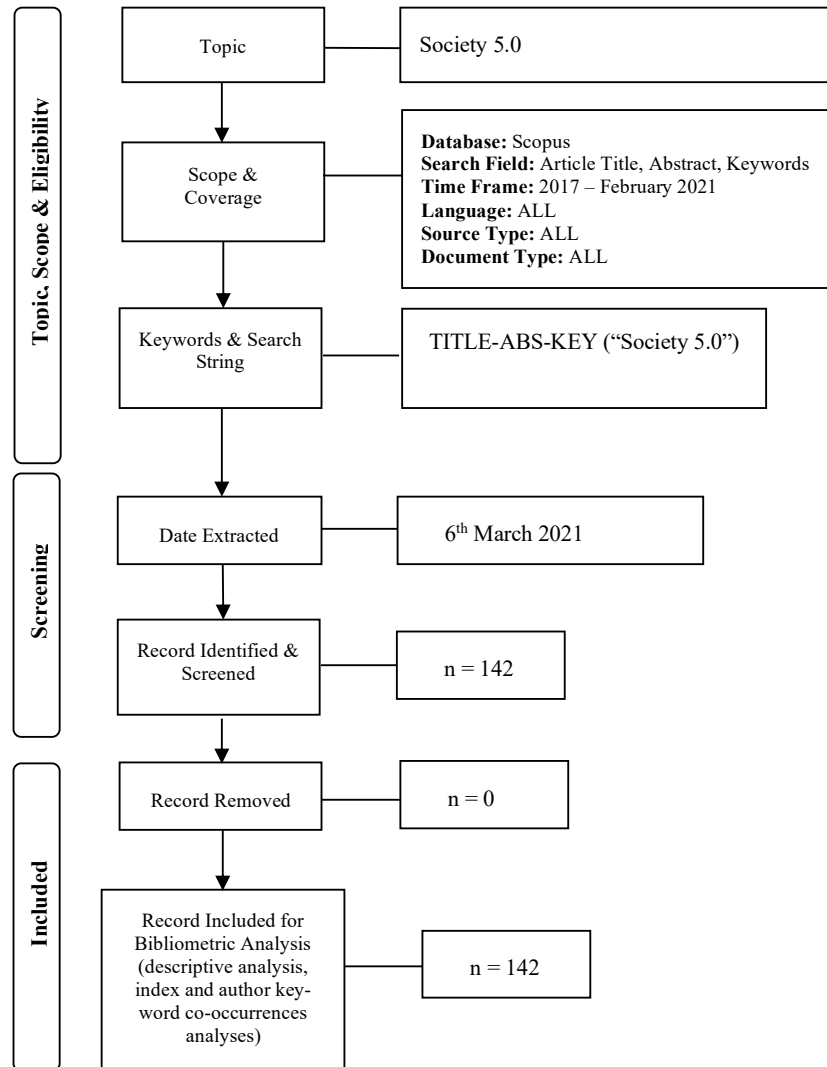 Topic, Scope & Eligibility
Topic
Society 5.0
Scope &
Coverage
Database: Scopus
Search Field: Article Title, Abstract, Keywords
Time Frame: 2017 – February 2021
Language: ALL
Source Type: ALL
Document Type: ALL
Keywords & Search
String
TITLE-ABS-KEY (“Society 5.0”)
Screening
Date Extracted
6th March 2021
Record Identified &
Screened
n = 142
Included
Record Removed
n = 0
Record Included for
Bibliometric Analysis
(descriptive analysis,
index and author key-
word co-occurrences
analyses)
n = 142